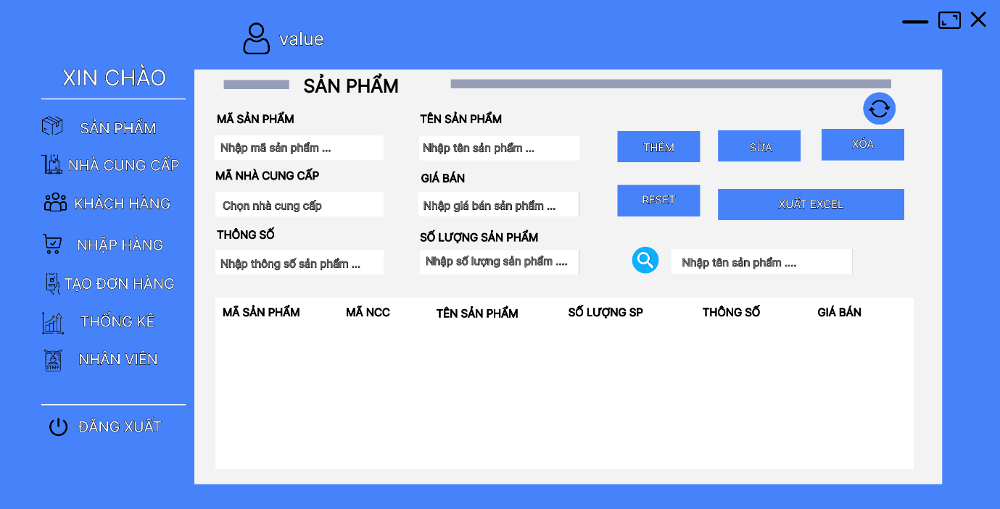 value
XIN CHÀO
SẢN PHẨM
NHÀ CUNG CẤP
KHÁCH HÀNG
NHẬP HÀNG
TẠO ĐƠN HÀNG
THỐNG KÊ
STAFF
NHÂN VIÊN
ĐĂNG XUẤT
SẢN PHẨM
MÃ SẢN PHẨM
Nhập mã sản phẩm ...
TÊN SẢN PHẨM
Nhập tên sản phẩm ...
MÃ NHÀ CUNG CẤP
Chọn nhà cung cấp
GIÁ BÁN
Nhập giá bán sản phẩm ...
THÔNG SỐ
Nhập thông số sản phẩm ...
SỐ LƯỢNG SẢN PHẨM
Nhập số lượng sản phẩm ....
THÊM
SỬA
XÓA
RESET
XUẤT EXCEL
Nhập tên sản phẩm ....
MÃ SẢN PHẨM MÃ NCC TÊN SẢN PHẨM SỐ LƯỢNG SP THÔNG SỐ GIÁ BÁN